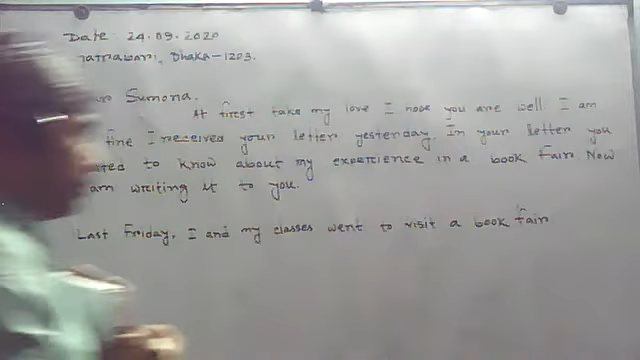 Date: 24.09.2020
Dhaka-1203.
Sumona.
At first take my love I hope you are well I am
fine I received your letter yesterday. In your letter you
to know about my experience in a book Fair Now
am writing it to you.
Last Friday, I and my classes went to visit a book fair